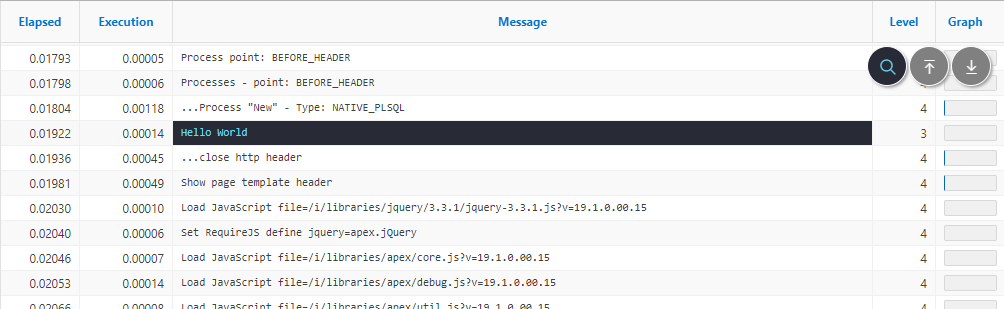 Elapsed Execution Message Level Graph
0.01793 0.00005 Process point: BEFORE_HEADER
0.01798 0.00006 Processes - point: BEFORE_HEADER
0.01804 0.00118 ...Process "New" - Type: NATIVE_PLSQL 4
0.01922 0.00014 Hello World 3
0.01936 0.00045 ...close http header 4
0.01981 0.00049 Show page template header 4
0.02030 0.00010 Load JavaScript file=/i/libraries/jquery/3.3.1/jquery-3.3.1.js?v=19.1.0.00.15 4
0.02040 0.00006 Set RequireJS define jquery=apex.jQuery 4
0.02046 0.00007 Load JavaScript file=/i/libraries/apex/core.js?v=19.1.0.00.15 4
0.02053 0.00014 Load JavaScript file=/i/libraries/apex/debug.js?v=19.1.0.00.15 4
0.02066 0.00008 Load JavaScript file=/i/libraries/apex/util.js?v=19.1.0.00.15 4